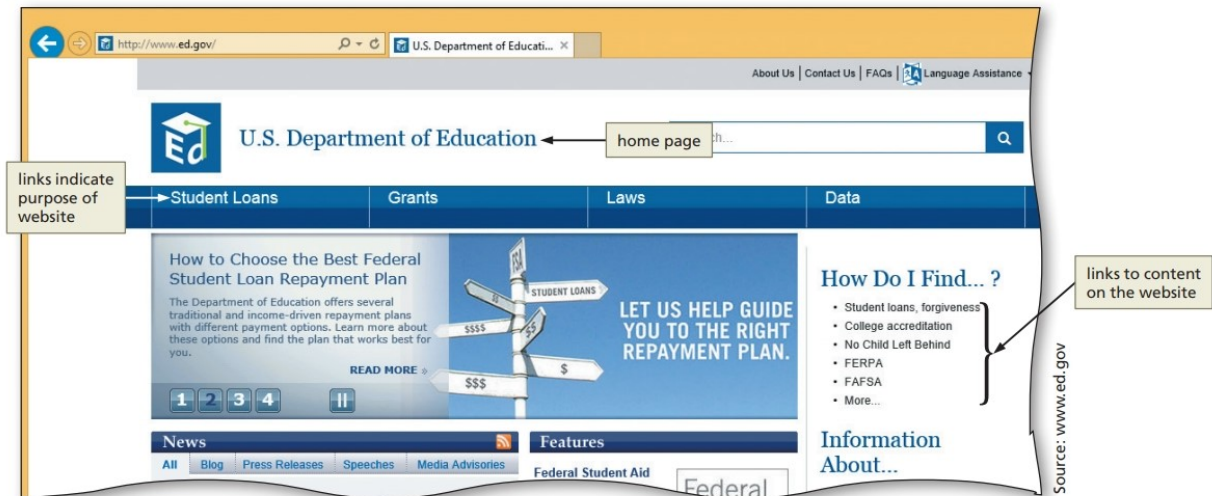 http://www.ed.gov/
U.S. Department of Educati...
About Us | Contact Us | FAQs | Language Assistance
Ed
U.S. Department of Education
home page
links indicate
purpose of
website
Student Loans
Grants
Laws
Data
How to Choose the Best Federal
Student Loan Repayment Plan
The Department of Education offers several
traditional and income-driven repayment plans
with different payment options. Learn more about
these options and find the plan that works best for
you.
READ MORE
1 2 3 4
FSA
STUDENT LOANS
$$
$$$$
$$
$
$$$
LET US HELP GUIDE
YOU TO THE RIGHT
REPAYMENT PLAN.
How Do I Find... ?
• Student loans, forgiveness
• College accreditation
• No Child Left Behind
• FERPA
• FAFSA
• More...
links to content
on the website
News
All Blog Press Releases Speeches Media Advisories
Features
Federal Student Aid
Federal
Information
About...
Source: www.ed.gov